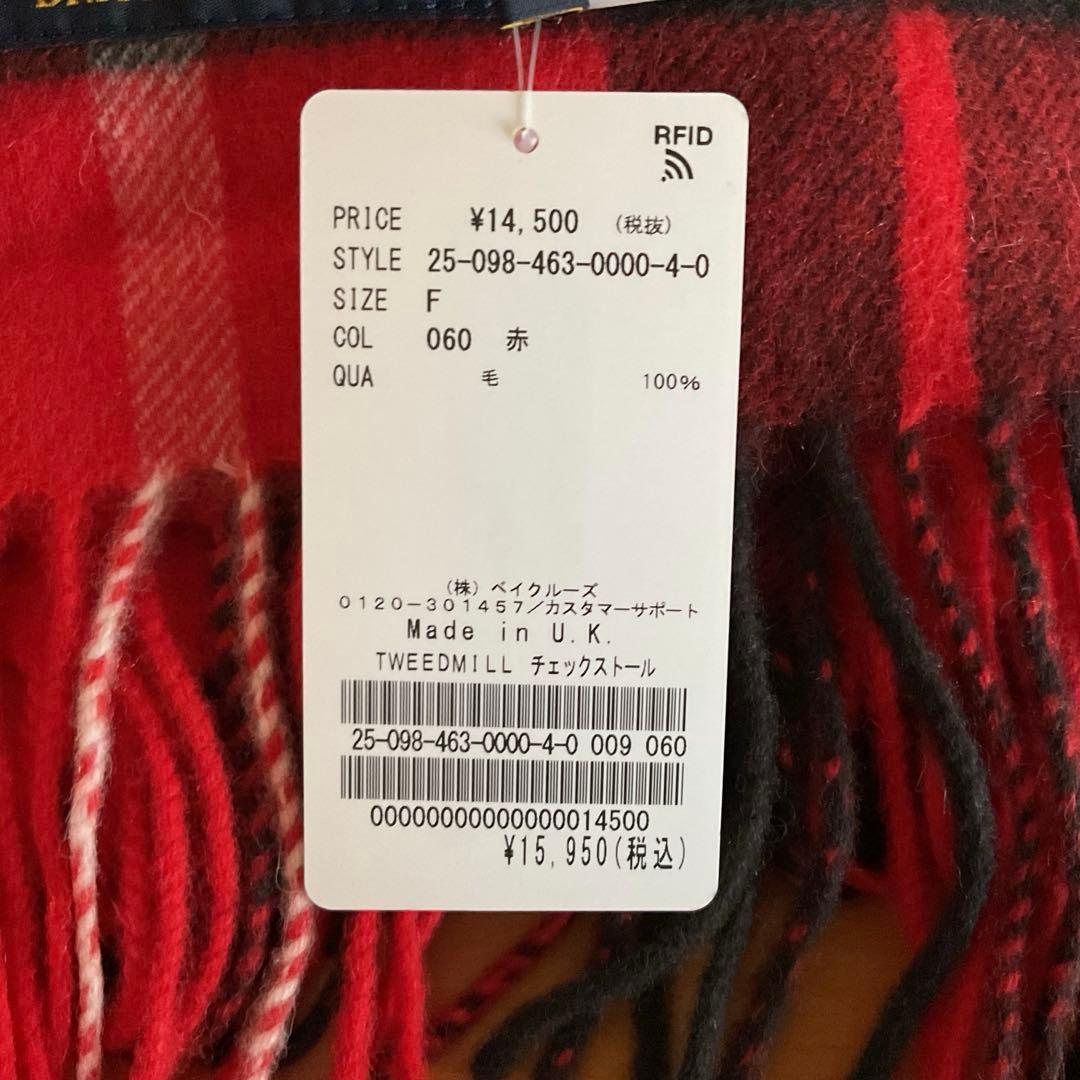 RFID
PRICE ¥14,500 (税抜)
STYLE 25-098-463-0000-4-0
SIZE F
COL 060 赤
QUA 毛 100%
(株) ベイクルーズ
0120-301457/カスタマーサポート
Made in U.K.
TWEEDMILL チェックストール
25-098-463-0000-4-0 009 060
00000000000000014500
¥15,950(税込)